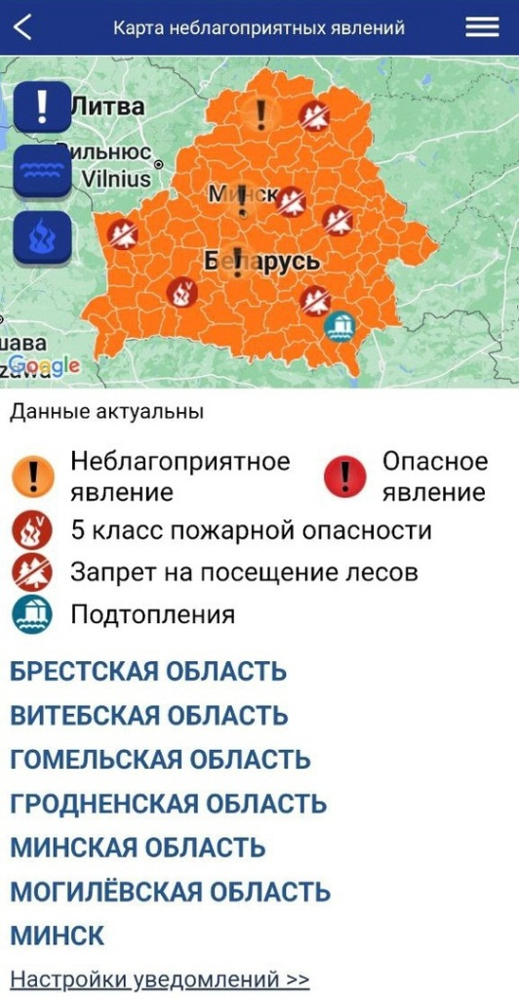 Карта неблагоприятных явлений
Литва
Вильнюс
Vilnius
Минск
Беларусь
шава
Google
Данные актуальны
Неблагоприятное
явление
Опасное
явление
5 класс пожарной опасности
Запрет на посещение лесов
Подтопления
БРЕСТСКАЯ ОБЛАСТЬ
ВИТЕБСКАЯ ОБЛАСТЬ
ГОМЕЛЬСКАЯ ОБЛАСТЬ
ГРОДНЕНСКАЯ ОБЛАСТЬ
МИНСКАЯ ОБЛАСТЬ
МОГИЛЁВСКАЯ ОБЛАСТЬ
МИНСК
Настройки уведомлений >>